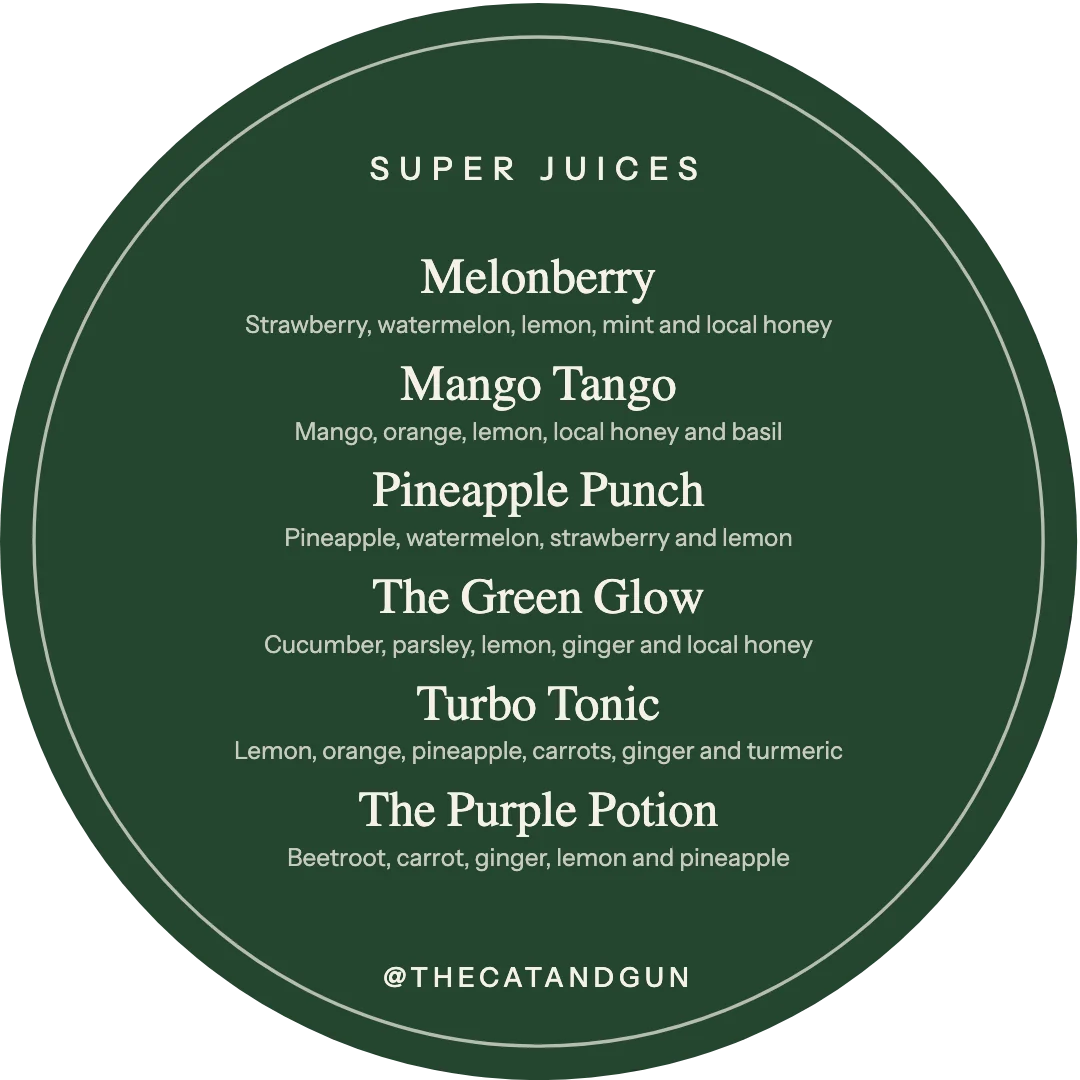 SUPER JUICES
Melonberry
Strawberry, watermelon, lemon, mint and local honey
Mango Tango
Mango, orange, lemon, local honey and basil
Pineapple Punch
Pineapple, watermelon, strawberry and lemon
The Green Glow
Cucumber, parsley, lemon, ginger and local honey
Turbo Tonic
Lemon, orange, pineapple, carrots, ginger and turmeric
The Purple Potion
Beetroot, carrot, ginger, lemon and pineapple
@THECATANDGUN